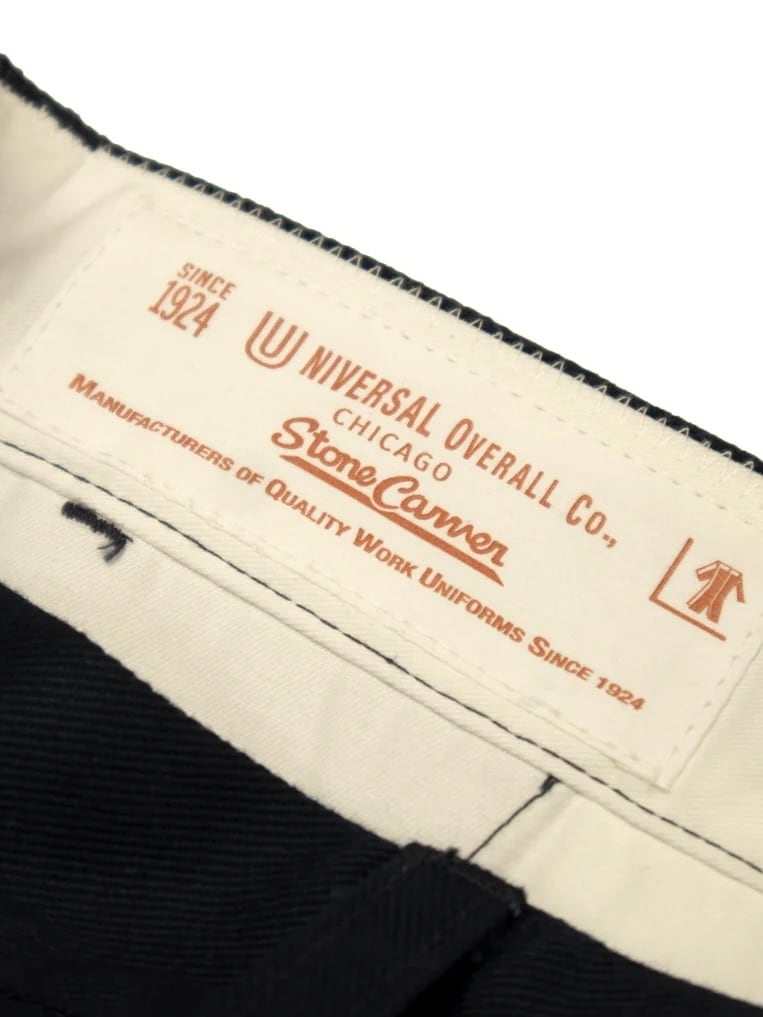 SINCE
1924
UNIVERSAL OVERALL CO.,
CHICAGO
Stone Carver
MANUFACTURERS OF QUALITY WORK UNIFORMS SINCE 1924